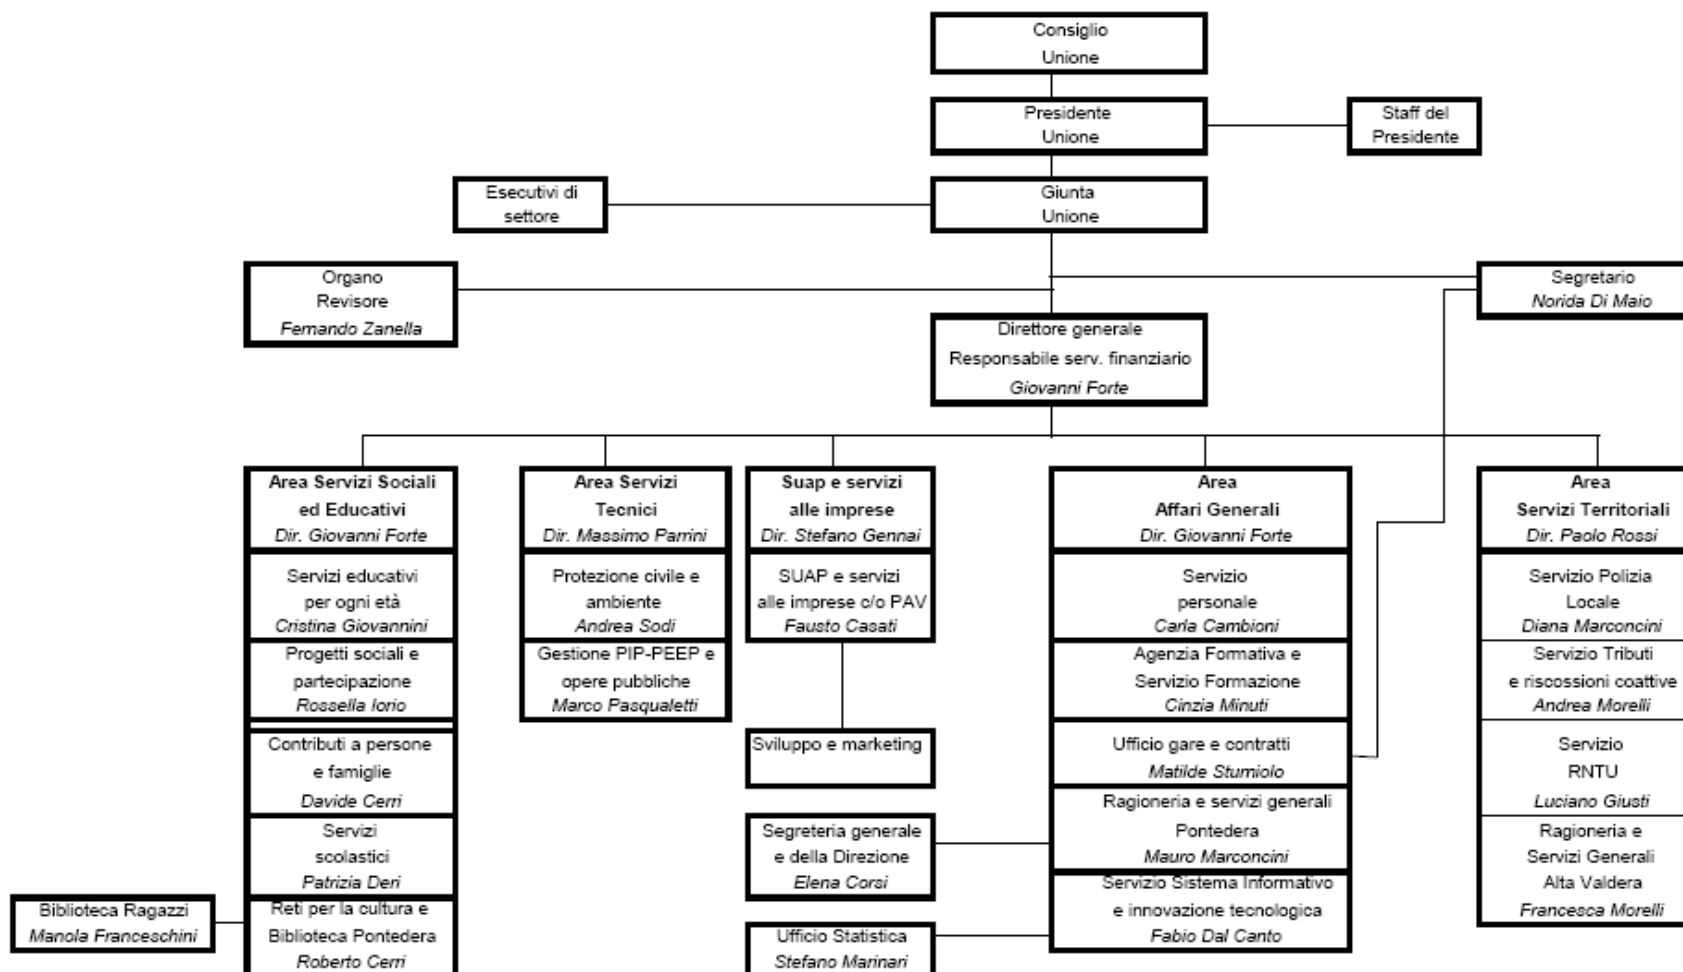 Consiglio
Unione
Presidente
Unione
Staff del
Presidente
Esecutivi di
settore
Giunta
Unione
Organo
Revisore
Fernando Zanella
Segretario
Norida Di Maio
Direttore generale
Responsabile serv. finanziario
Giovanni Forte
Area Servizi Sociali
ed Educativi
Dir. Giovanni Forte
Servizi educativi
per ogni età
Cristina Giovannini
Progetti sociali e
partecipazione
Rossella Iorio
Contributi a persone
e famiglie
Davide Cerri
Servizi
scolastici
Patrizia Deri
Reti per la cultura e
Biblioteca Pontedera
Roberto Cerri
Biblioteca Ragazzi
Manola Franceschini
Area Servizi
Tecnici
Dir. Massimo Parrini
Protezione civile e
ambiente
Andrea Sodi
Gestione PIP-PEEP e
opere pubbliche
Marco Pasqualetti
Suap e servizi
alle imprese
Dir. Stefano Gennai
SUAP e servizi
alle imprese c/o PAV
Fausto Casati
Sviluppo e marketing
Segreteria generale
e della Direzione
Elena Corsi
Ufficio Statistica
Stefano Marinari
Area
Affari Generali
Dir. Giovanni Forte
Servizio
personale
Carla Cambioni
Agenzia Formativa e
Servizio Formazione
Cinzia Minuti
Ufficio gare e contratti
Matilde Sturniolo
Ragioneria e servizi generali
Pontedera
Mauro Marconcini
Servizio Sistema Informativo
e innovazione tecnologica
Fabio Dal Canto
Area
Servizi Territoriali
Dir. Paolo Rossi
Servizio Polizia
Locale
Diana Marconcini
Servizio Tributi
e riscossioni coattive
Andrea Morelli
Servizio
RNTU
Luciano Giusti
Ragioneria e
Servizi Generali
Alta Valdera
Francesca Morelli